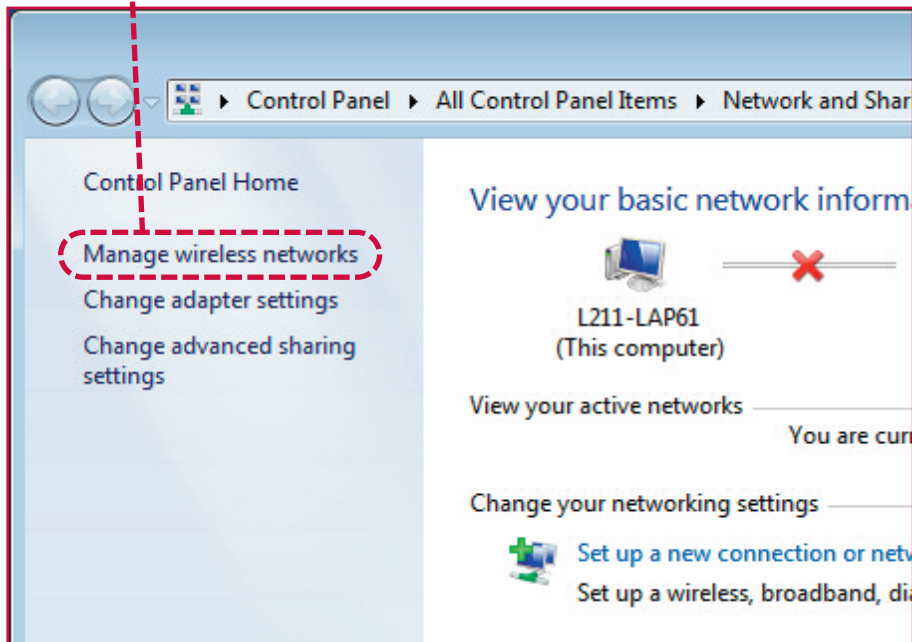 Control Panel ▸ All Control Panel Items ▸ Network and Shar
Control Panel Home
Manage wireless networks
Change adapter settings
Change advanced sharing
settings
View your basic network inform
L211-LAP61
(This computer)
View your active networks
You are curr
Change your networking settings
Set up a new connection or netw
Set up a wireless, broadband, dia